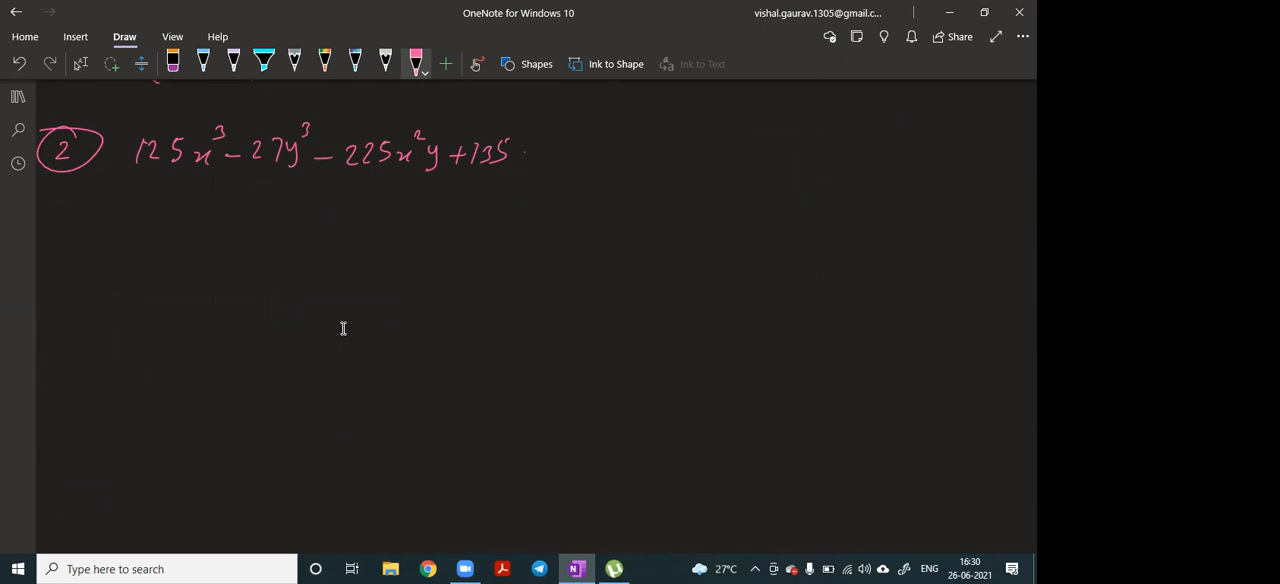 OneNote for Windows 10
vishal.gaurav.1305@gmail.c...
Home Insert Draw View Help
Share
Shapes Ink to Shape Ink to Text
2 125x³ - 27y³ - 225x²y + 135
Type here to search
27°C
ENG
16:30
26-06-2021